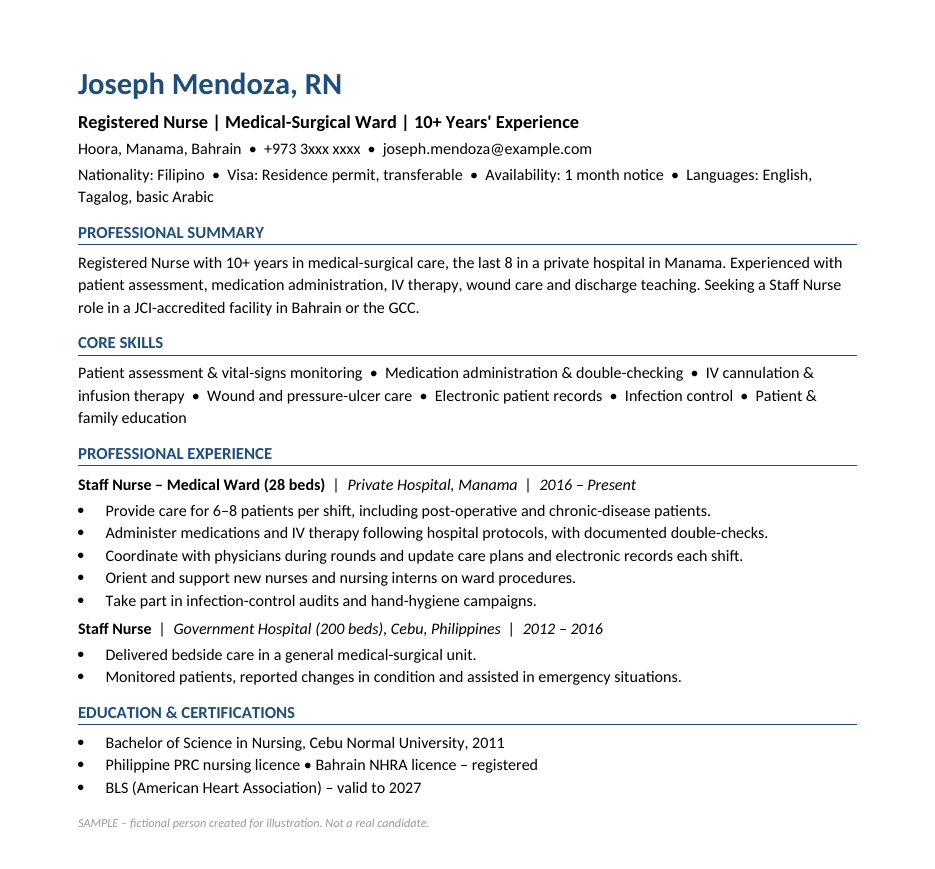 Joseph Mendoza, RN
Registered Nurse | Medical-Surgical Ward | 10+ Years' Experience
Hoora, Manama, Bahrain • +973 3xxx xxxx • joseph.mendoza@example.com
Nationality: Filipino • Visa: Residence permit, transferable • Availability: 1 month notice • Languages: English,
Tagalog, basic Arabic
PROFESSIONAL SUMMARY
Registered Nurse with 10+ years in medical-surgical care, the last 8 in a private hospital in Manama. Experienced with
patient assessment, medication administration, IV therapy, wound care and discharge teaching. Seeking a Staff Nurse
role in a JCI-accredited facility in Bahrain or the GCC.
CORE SKILLS
Patient assessment & vital-signs monitoring • Medication administration & double-checking • IV cannulation &
infusion therapy • Wound and pressure-ulcer care • Electronic patient records • Infection control • Patient &
family education
PROFESSIONAL EXPERIENCE
Staff Nurse – Medical Ward (28 beds) | Private Hospital, Manama | 2016 – Present
• Provide care for 6–8 patients per shift, including post-operative and chronic-disease patients.
• Administer medications and IV therapy following hospital protocols, with documented double-checks.
• Coordinate with physicians during rounds and update care plans and electronic records each shift.
• Orient and support new nurses and nursing interns on ward procedures.
• Take part in infection-control audits and hand-hygiene campaigns.
Staff Nurse | Government Hospital (200 beds), Cebu, Philippines | 2012 – 2016
• Delivered bedside care in a general medical-surgical unit.
• Monitored patients, reported changes in condition and assisted in emergency situations.
EDUCATION & CERTIFICATIONS
• Bachelor of Science in Nursing, Cebu Normal University, 2011
• Philippine PRC nursing licence • Bahrain NHRA licence – registered
• BLS (American Heart Association) – valid to 2027
SAMPLE – fictional person created for illustration. Not a real candidate.